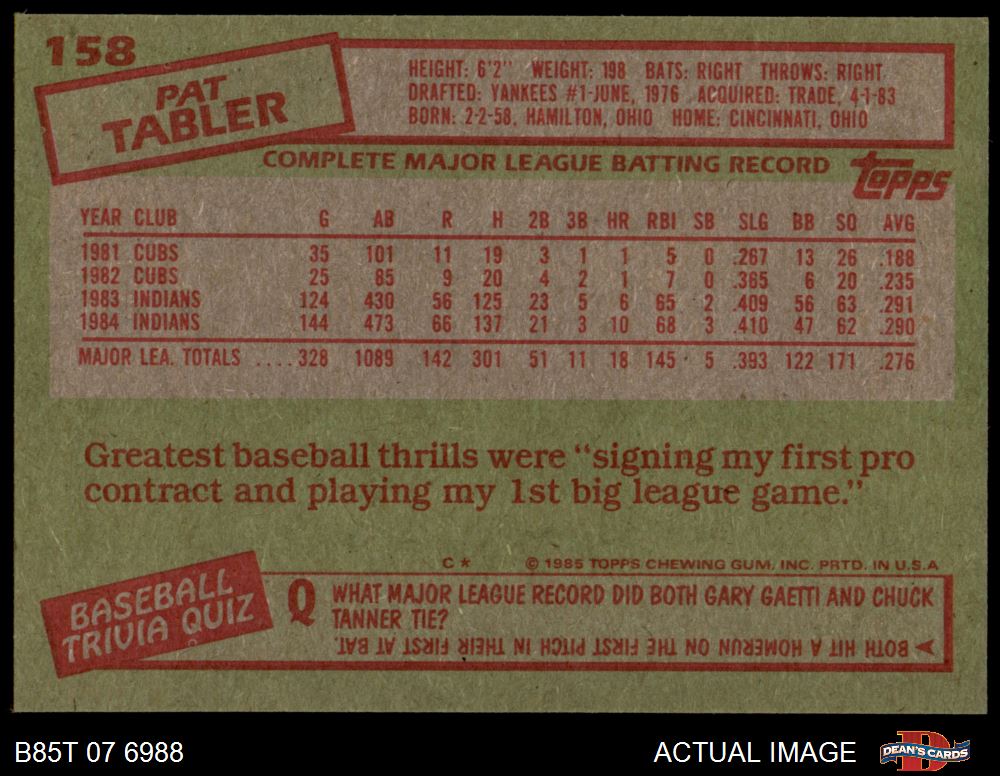 158
PAT
TABLER
HEIGHT: 6'2" WEIGHT: 198 BATS: RIGHT THROWS: RIGHT
DRAFTED: YANKEES #1-JUNE, 1976 ACQUIRED: TRADE, 4-1-83
BORN: 2-2-58, HAMILTON, OHIO HOME: CINCINNATI, OHIO
COMPLETE MAJOR LEAGUE BATTING RECORD
Topps
YEAR CLUB G AB R H 2B 3B HR RBI SB SLG BB SO AVG
1981 CUBS 35 101 11 19 3 1 1 5 0 .267 13 26 .188
1982 CUBS 25 85 9 20 4 2 1 7 0 .365 6 20 .235
1983 INDIANS 124 430 56 125 23 5 6 65 2 .409 56 63 .291
1984 INDIANS 144 473 66 137 21 3 10 68 3 .410 47 62 .290
MAJOR LEA. TOTALS ....328 1089 142 301 51 11 18 145 5 .393 122 171 .276
Greatest baseball thrills were "signing my first pro
contract and playing my 1st big league game."
C * © 1985 TOPPS CHEWING GUM, INC. PRTD. IN U.S.A
BASEBALL
TRIVIA QUIZ
Q WHAT MAJOR LEAGUE RECORD DID BOTH GARY GAETTI AND CHUCK
TANNER TIE?
BOTH HIT A HOMERUN ON THE FIRST PITCH IN THEIR FIRST AT BAT.
B85T 07 6988
ACTUAL IMAGE
D
DEAN'S CARDS